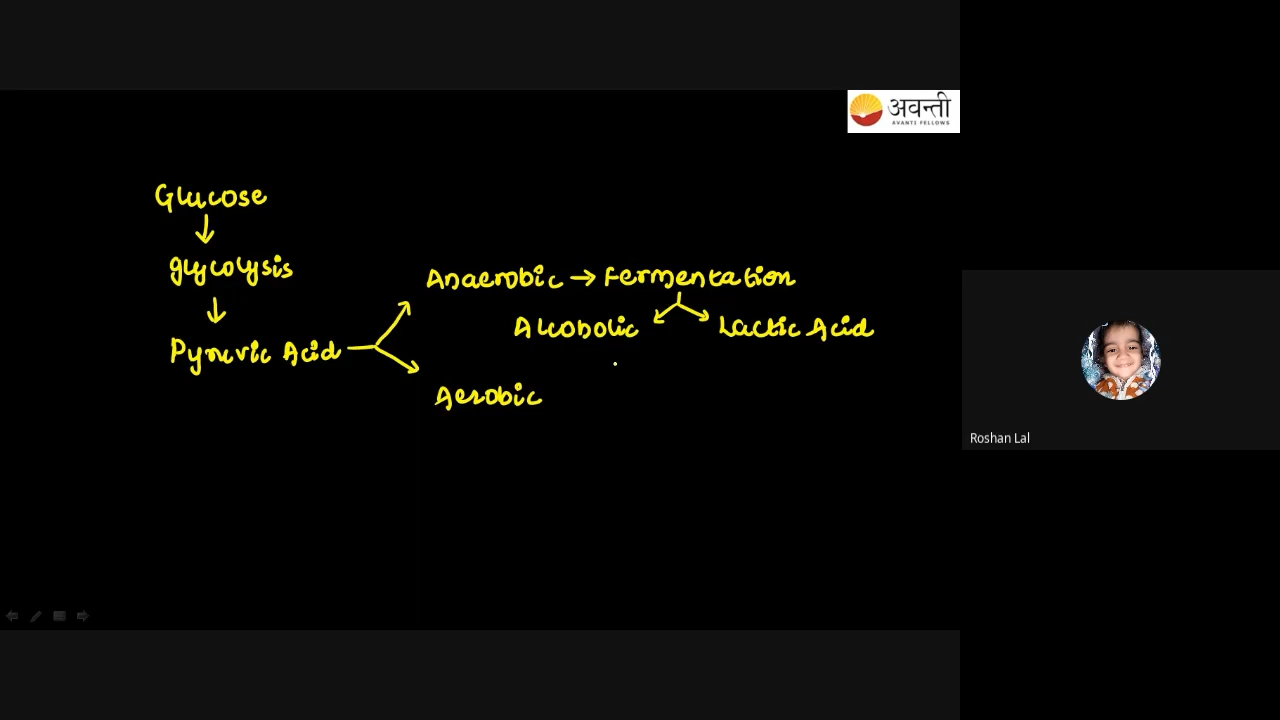 अवन्ती
AVANTI FELLOWS
Glucose
glycolysis
Anaerobic → Fermentation
Alcoholic Lactic Acid
Pyruvic Acid
Aerobic
Roshan Lal